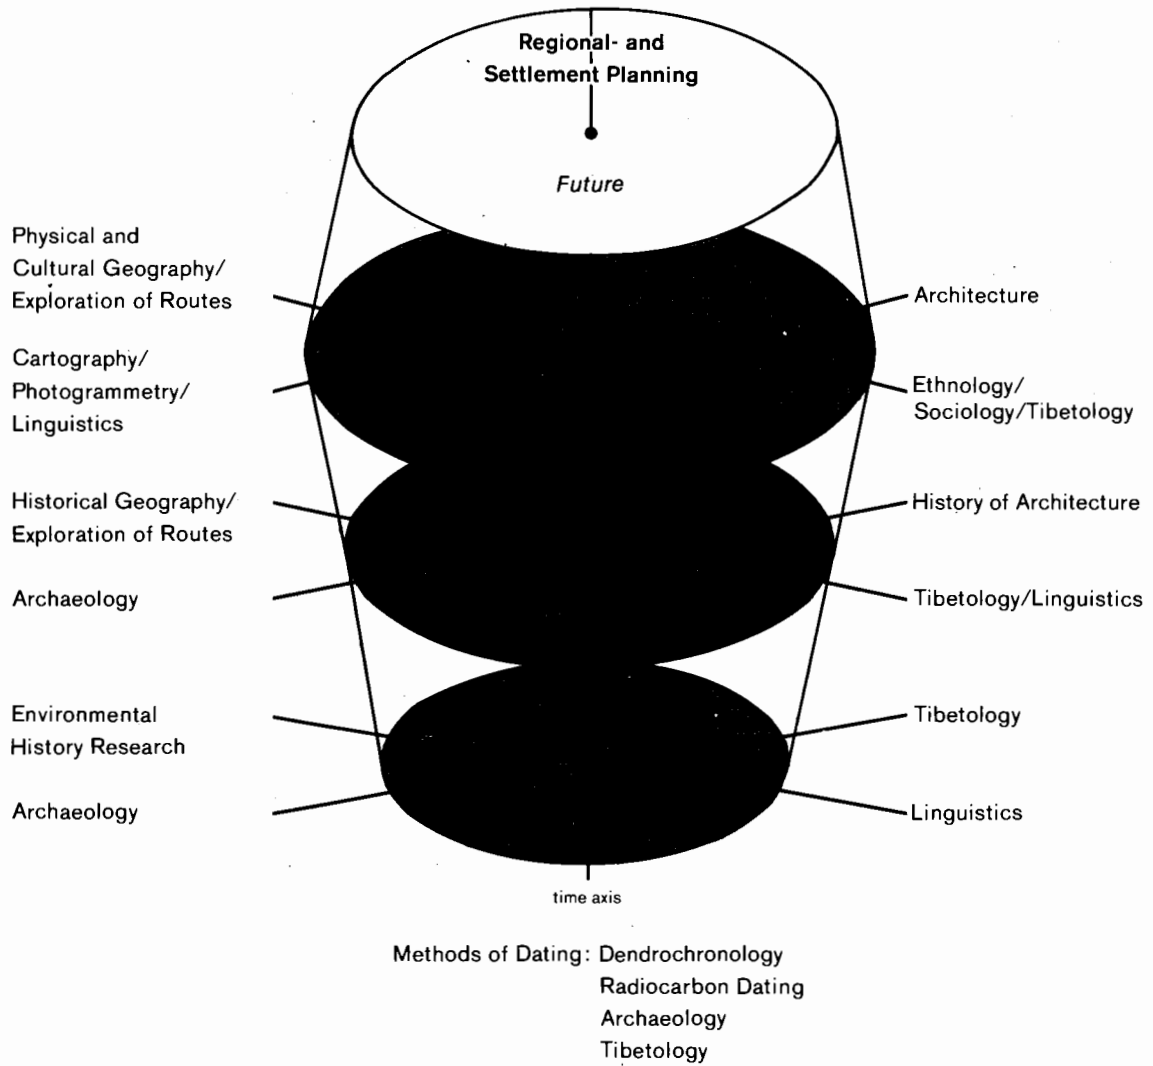 Regional- and
Settlement Planning
Future
Physical and
Cultural Geography/
Exploration of Routes
Architecture
Cartography/
Photogrammetry/
Linguistics
Ethnology/
Sociology/Tibetology
Historical Geography/
Exploration of Routes
History of Architecture
Archaeology
Tibetology/Linguistics
Environmental
History Research
Tibetology
Archaeology
Linguistics
time axis
Methods of Dating: Dendrochronology
Radiocarbon Dating
Archaeology
Tibetology